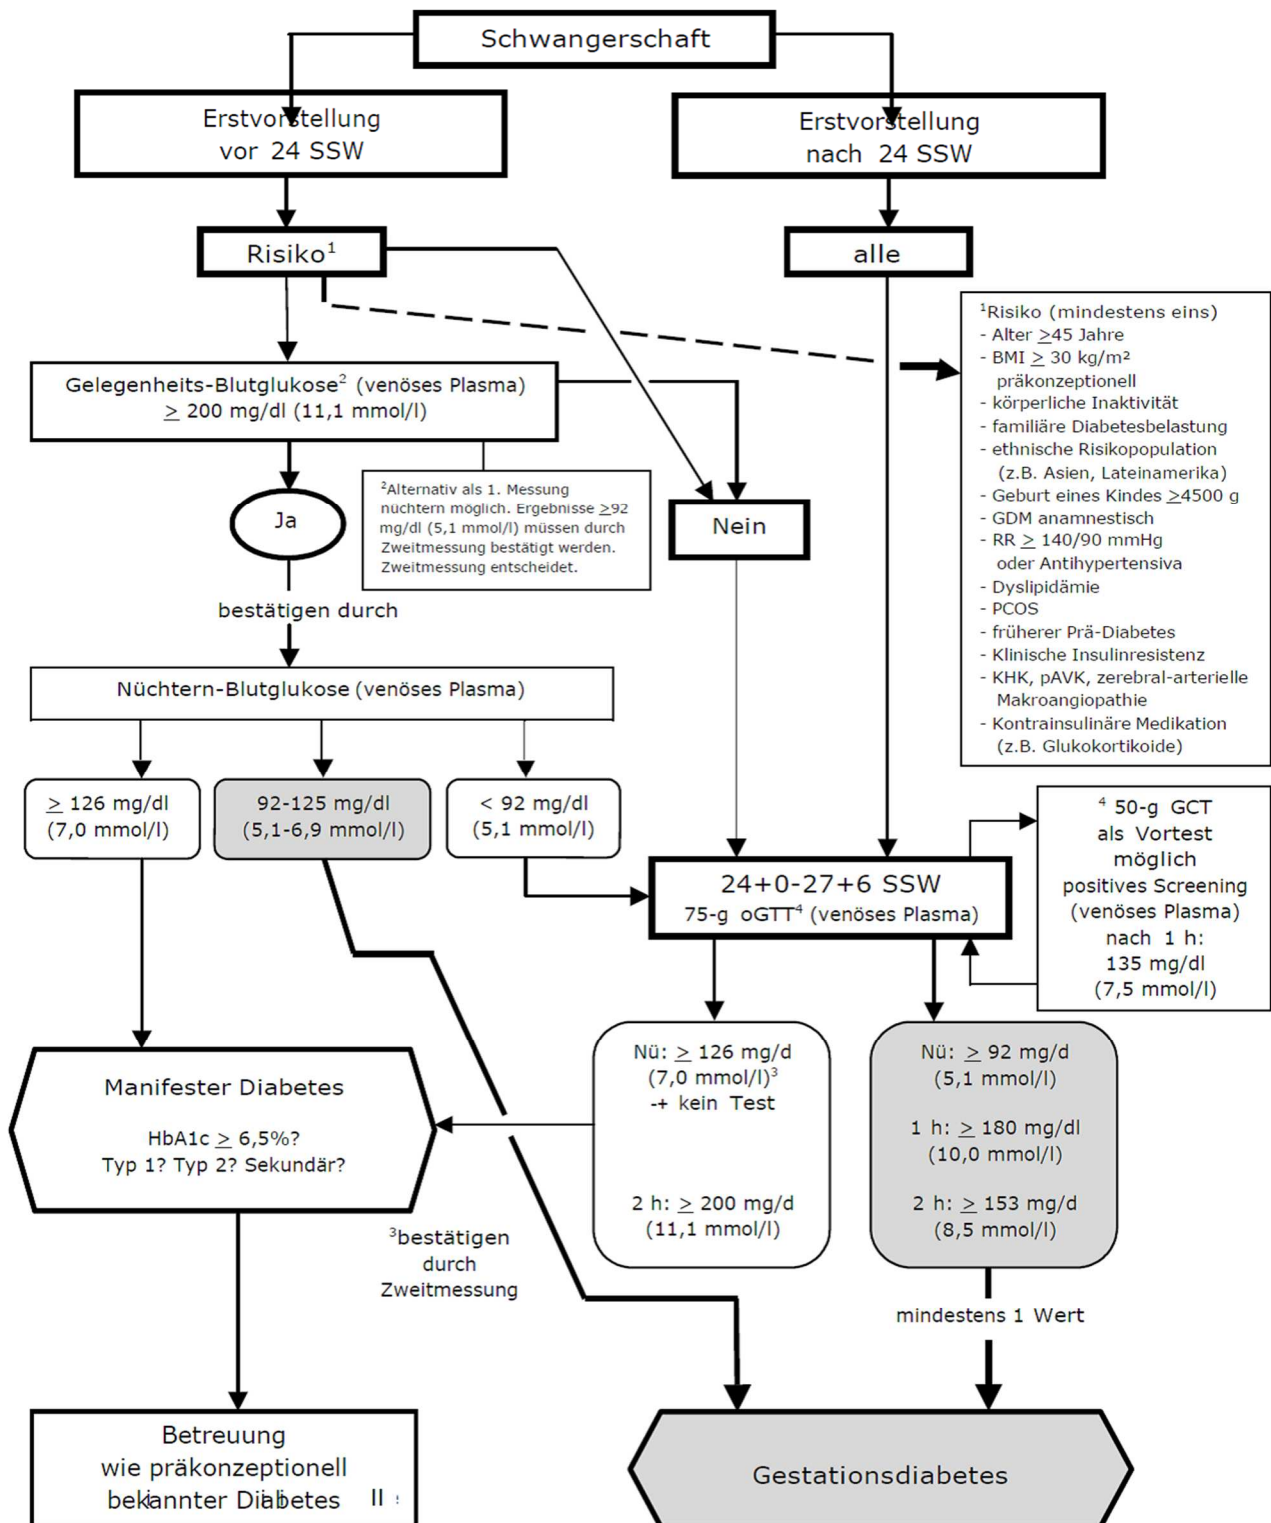 Schwangerschaft
Erstvorstellung
vor 24 SSW
Erstvorstellung
nach 24 SSW
Risiko¹
alle
¹Risiko (mindestens eins)
- Alter ≥45 Jahre
- BMI ≥ 30 kg/m²
präkonzeptionell
- körperliche Inaktivität
- familiäre Diabetesbelastung
- ethnische Risikopopulation
(z.B. Asien, Lateinamerika)
- Geburt eines Kindes ≥4500 g
- GDM anamnestisch
- RR ≥ 140/90 mmHg
oder Antihypertensiva
- Dyslipidämie
- PCOS
- früherer Prä-Diabetes
- Klinische Insulinresistenz
- KHK, pAVK, zerebral-arterielle
Makroangiopathie
- Kontrainsulinäre Medikation
(z.B. Glukokortikoide)
Gelegenheits-Blutglukose² (venöses Plasma)
≥ 200 mg/dl (11,1 mmol/l)
²Alternativ als 1. Messung
nüchtern möglich. Ergebnisse ≥92
mg/dl (5,1 mmol/l) müssen durch
Zweitmessung bestätigt werden.
Zweitmessung entscheidet.
Ja
Nein
bestätigen durch
Nüchtern-Blutglukose (venöses Plasma)
≥ 126 mg/dl
(7,0 mmol/l)
92-125 mg/dl
(5,1-6,9 mmol/l)
< 92 mg/dl
(5,1 mmol/l)
24+0-27+6 SSW
75-g oGTT⁴ (venöses Plasma)
⁴ 50-g GCT
als Vortest
möglich
positives Screening
(venöses Plasma)
nach 1 h:
135 mg/dl
(7,5 mmol/l)
Manifester Diabetes
HbA1c ≥ 6,5%?
Typ 1? Typ 2? Sekundär?
Nü: ≥ 126 mg/d
(7,0 mmol/l)³
-+ kein Test
2 h: ≥ 200 mg/d
(11,1 mmol/l)
Nü: ≥ 92 mg/d
(5,1 mmol/l)
1 h: ≥ 180 mg/dl
(10,0 mmol/l)
2 h: ≥ 153 mg/d
(8,5 mmol/l)
³bestätigen
durch
Zweitmessung
mindestens 1 Wert
Betreuung
wie präkonzeptionell
bekannter Diabetes
Gestationsdiabetes